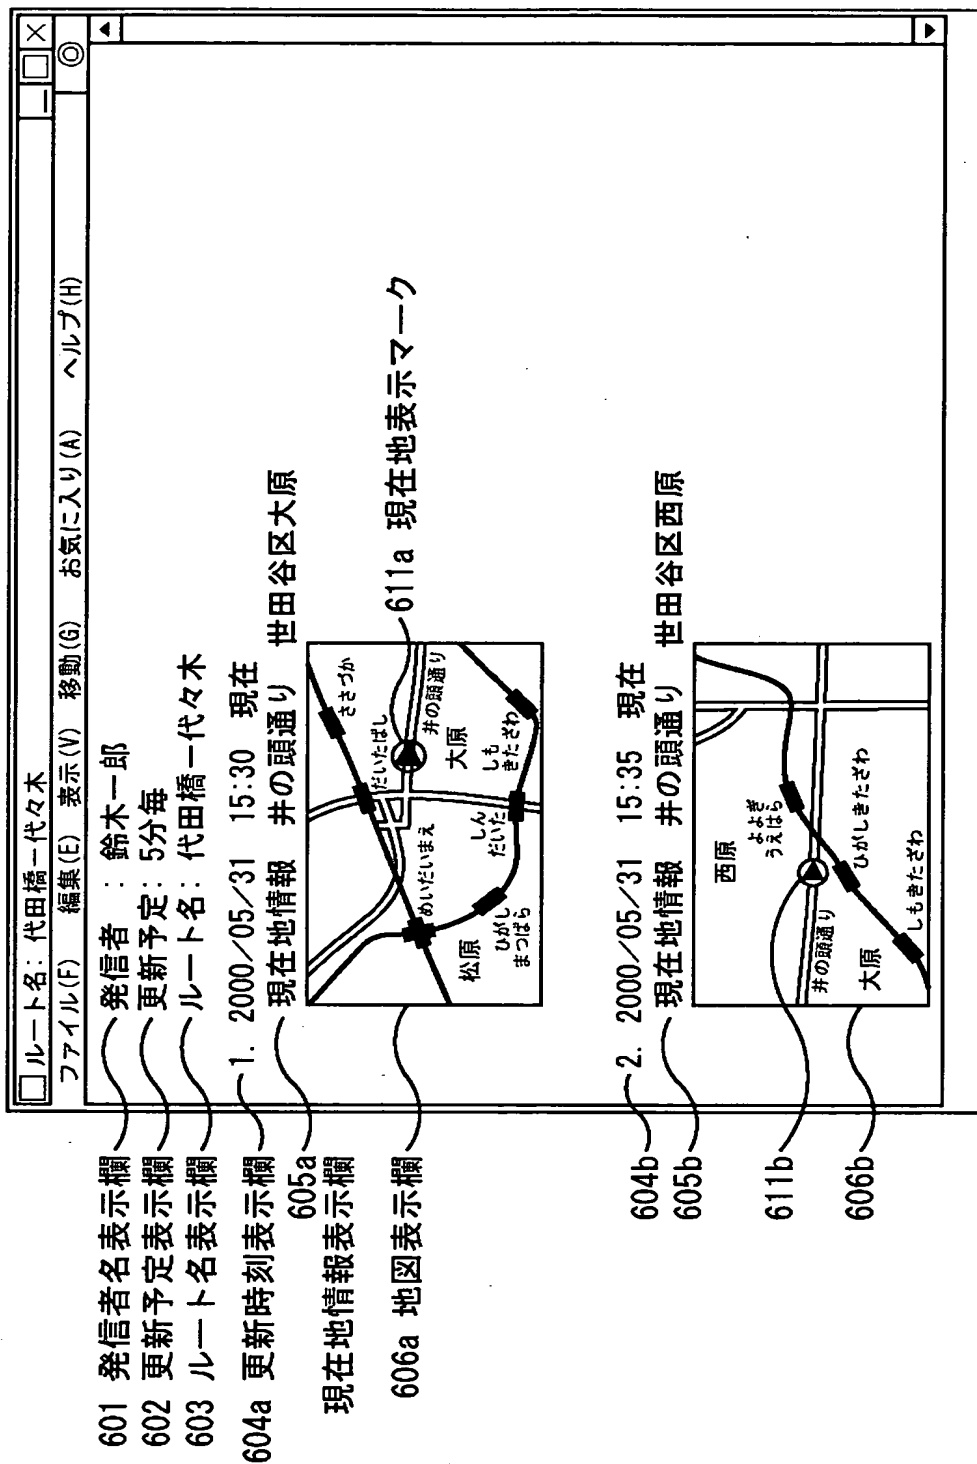 ルート名: 代田橋ー代々木
ファイル(F) 編集(E) 表示(V) 移動(G) お気に入り(A) ヘルプ(H)
601 発信者名表示欄
発信者 : 鈴木一郎
602 更新予定表示欄
更新予定: 5分毎
603 ルート名表示欄
ルート名: 代田橋ー代々木
604a 更新時刻表示欄
1. 2000/05/31 15:30 現在
605a
現在地情報表示欄
現在地情報 井の頭通り 世田谷区大原
606a 地図表示欄
611a 現在地表示マーク
ささづか
だいたばし
めいだいまえ
井の頭通り
松原
大原
しも
きたざわ
しん
だいた
ひがし
まつばら
604b
2. 2000/05/31 15:35 現在
605b
現在地情報 井の頭通り 世田谷区西原
611b
606b
西原
よよぎ
うえはら
井の頭通り
ひがしきたざわ
大原
しもきたざわ